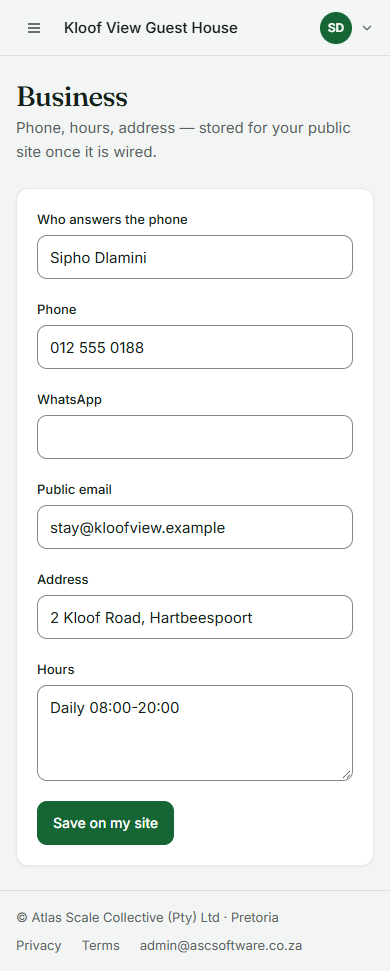 Kloof View Guest House
SD
Business
Phone, hours, address — stored for your public
site once it is wired.
Who answers the phone
Sipho Dlamini
Phone
012 555 0188
WhatsApp
Public email
stay@kloofview.example
Address
2 Kloof Road, Hartbeespoort
Hours
Daily 08:00-20:00
Save on my site
© Atlas Scale Collective (Pty) Ltd · Pretoria
Privacy Terms admin@ascsoftware.co.za